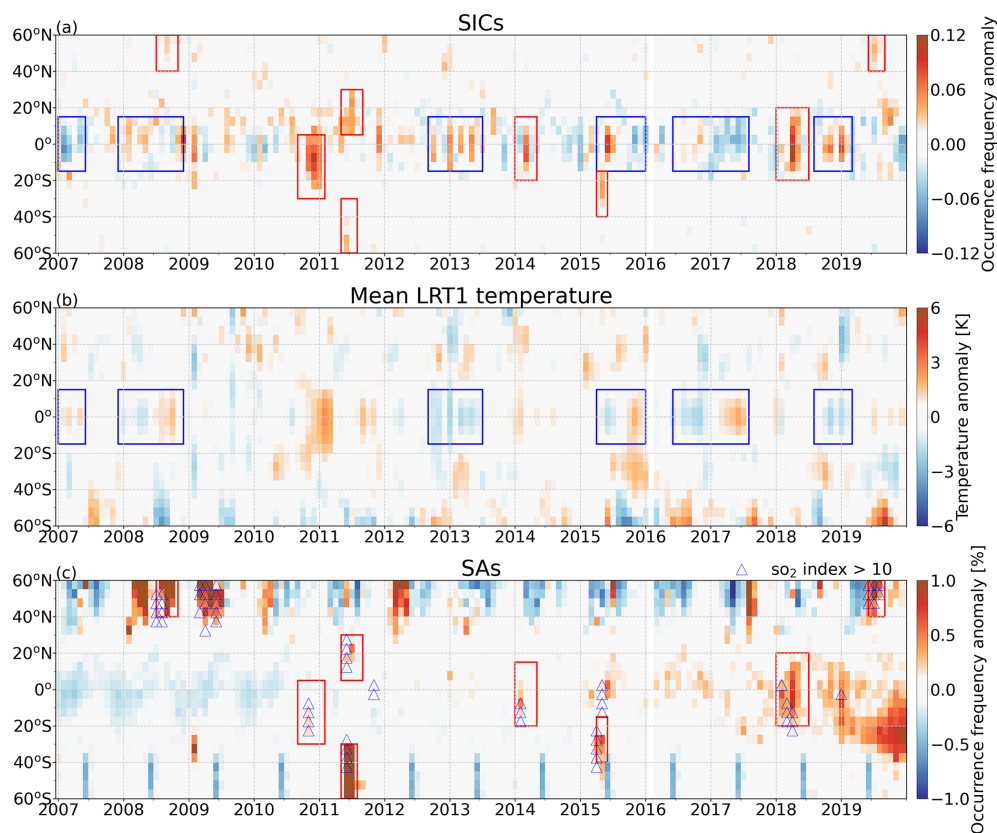 SICs
(a)
60°N
40°N
20°N
0°
20°S
40°S
60°S
2007 2008 2009 2010 2011 2012 2013 2014 2015 2016 2017 2018 2019
0.12
0.06
0.00
−0.06
−0.12
Occurrence frequency anomaly
Mean LRT1 temperature
(b)
60°N
40°N
20°N
0°
20°S
40°S
60°S
2007 2008 2009 2010 2011 2012 2013 2014 2015 2016 2017 2018 2019
6
3
0
−3
−6
Temperature anomaly [K]
SAs
(c)
so₂ index > 10
60°N
40°N
20°N
0°
20°S
40°S
60°S
2007 2008 2009 2010 2011 2012 2013 2014 2015 2016 2017 2018 2019
1.0
0.5
0.0
−0.5
−1.0
Occurrence frequency anomaly [%]